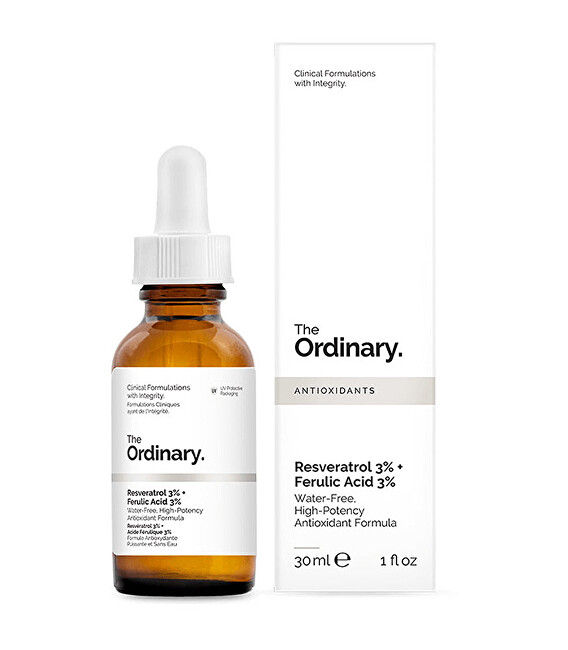 Clinical Formulations
with Integrity.
The
Ordinary.
ANTIOXIDANTS
Resveratrol 3% +
Ferulic Acid 3%
Water-Free,
High-Potency
Antioxidant Formula
30 ml ℮ 1 fl oz
Clinical Formulations
with Integrity.
Formulations Cliniques
ayant de l'intégrité.
UV
UV Protective
Packaging
The
Ordinary.
Resveratrol 3% +
Ferulic Acid 3%
Water-Free, High-Potency
Antioxidant Formula
Resvératrol 3% +
Acide Férulique 3%
Formule Antioxydante
Puissante et Sans Eau